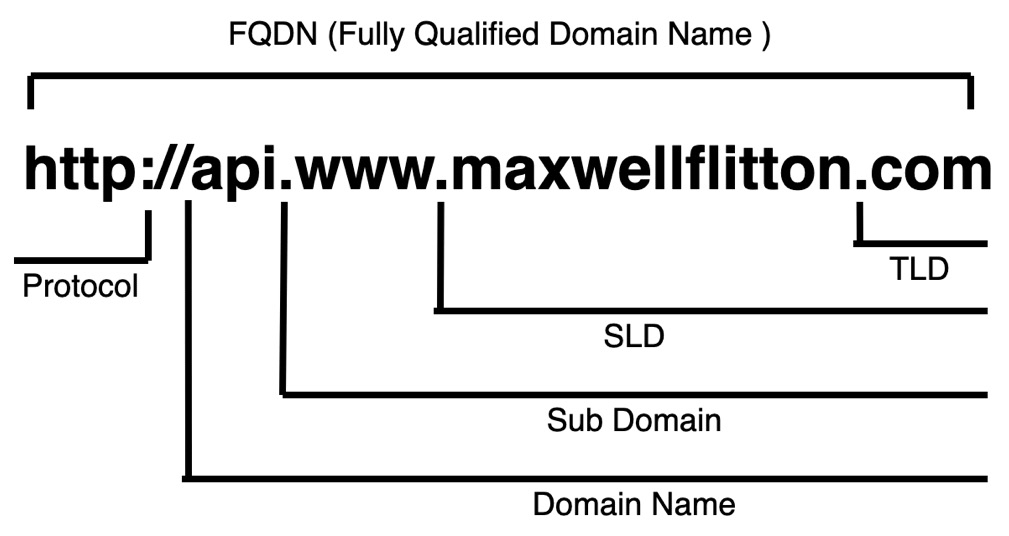 FQDN (Fully Qualified Domain Name )
http://api.www.maxwellflitton.com
Protocol
TLD
SLD
Sub Domain
Domain Name